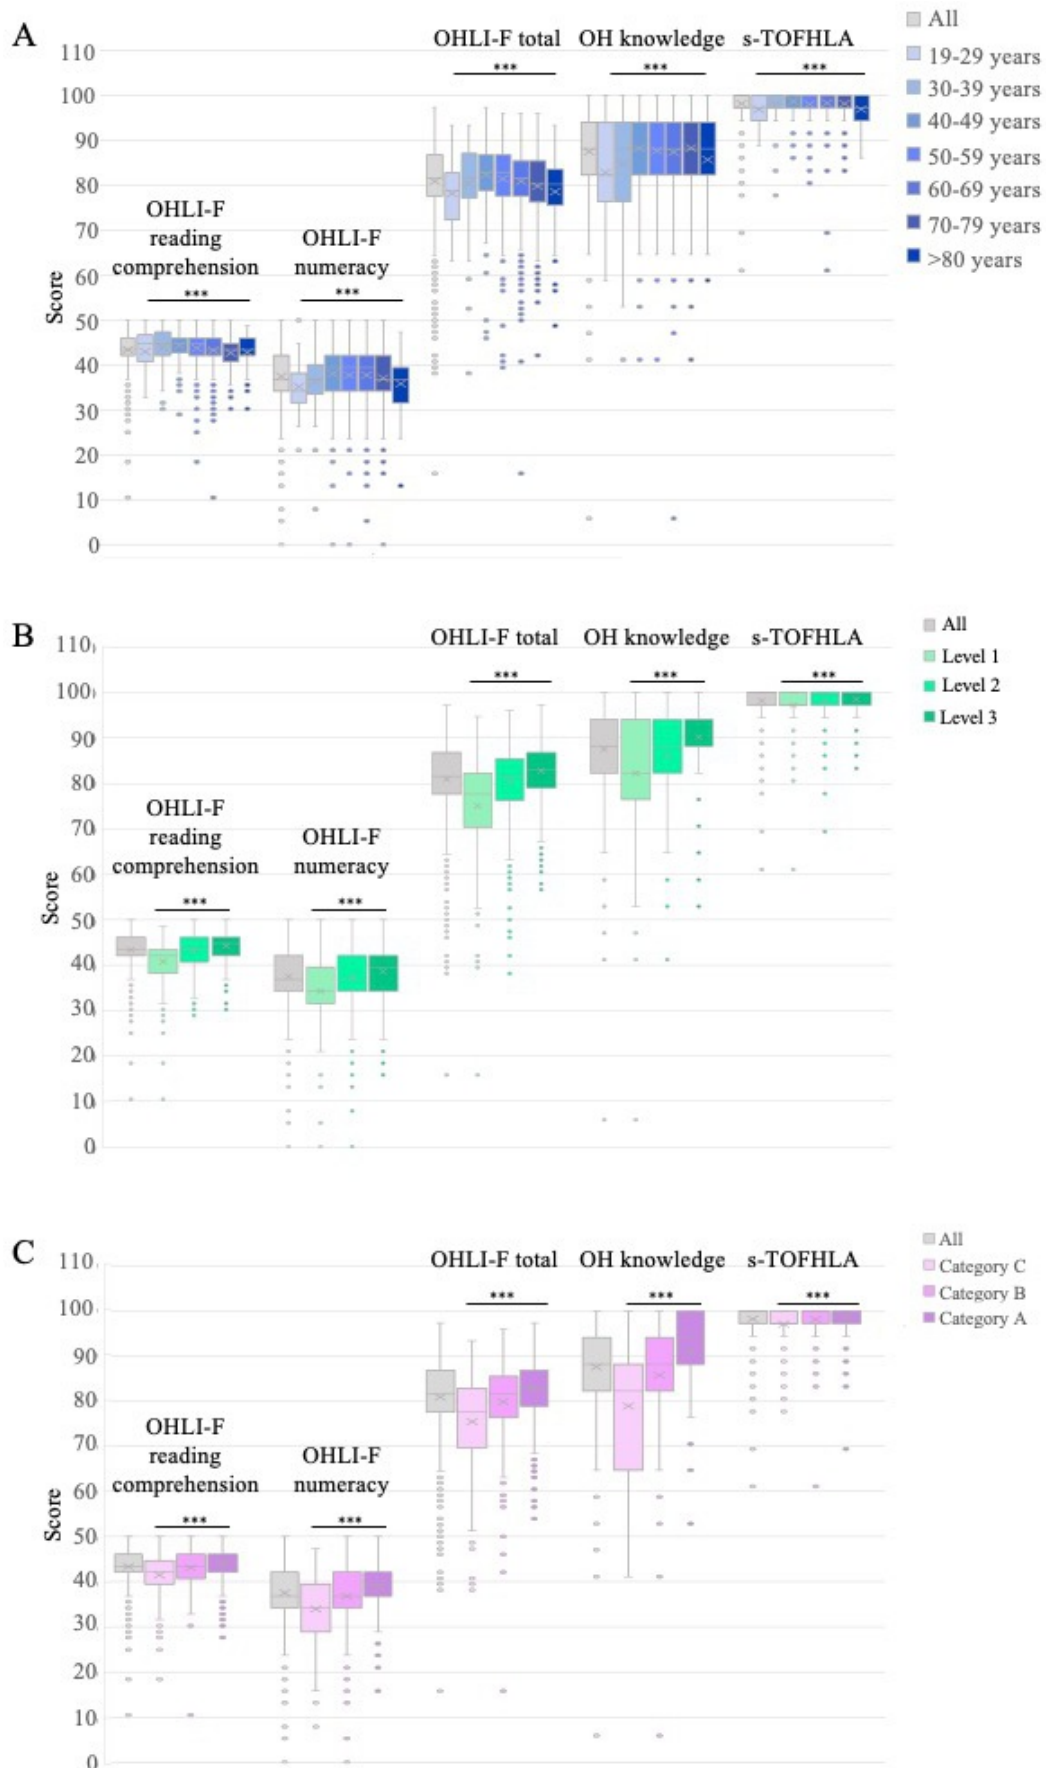 A
OHLI-F total OH knowledge s-TOFHLA
*** *** ***
110
100
90
80
70
60
50
40
30
20
10
0
Score
OHLI-F
reading
comprehension
***
OHLI-F
numeracy
***
All
19-29 years
30-39 years
40-49 years
50-59 years
60-69 years
70-79 years
>80 years
B
OHLI-F total OH knowledge s-TOFHLA
*** *** ***
110
100
90
80
70
60
50
40
30
20
10
0
Score
OHLI-F
reading
comprehension
***
OHLI-F
numeracy
***
All
Level 1
Level 2
Level 3
C
OHLI-F total OH knowledge s-TOFHLA
*** *** ***
110
100
90
80
70
60
50
40
30
20
10
0
Score
OHLI-F
reading
comprehension
***
OHLI-F
numeracy
***
All
Category C
Category B
Category A